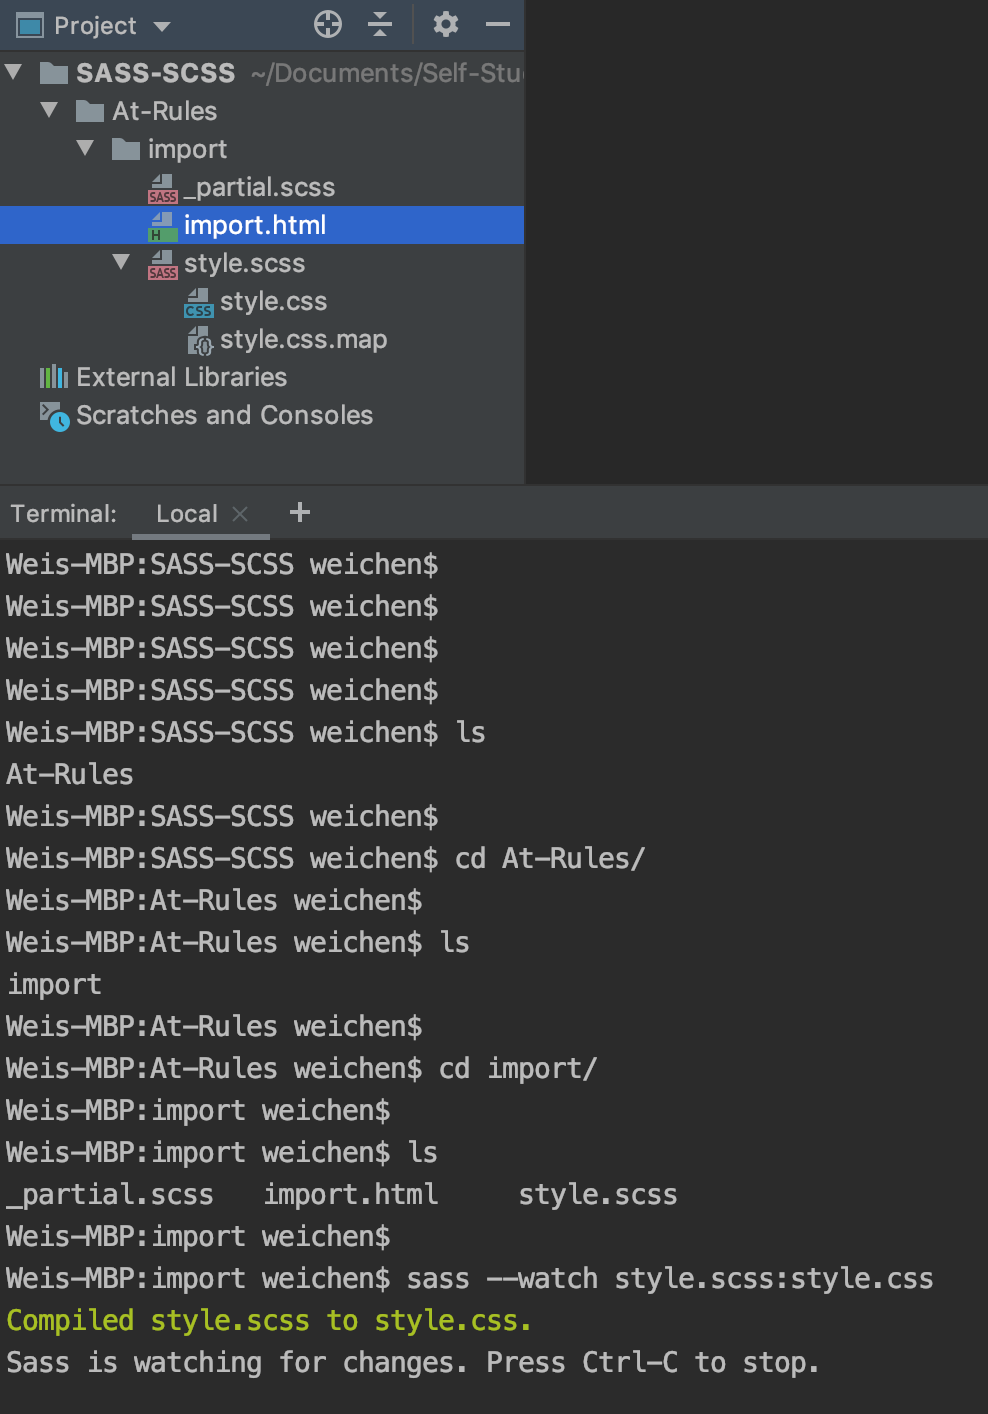 Project
SASS-SCSS ~/Documents/Self-Stu
At-Rules
import
SASS _partial.scss
H import.html
SASS style.scss
CSS style.css
{} style.css.map
External Libraries
Scratches and Consoles
Terminal: Local × +
Weis-MBP:SASS-SCSS weichen$
Weis-MBP:SASS-SCSS weichen$
Weis-MBP:SASS-SCSS weichen$
Weis-MBP:SASS-SCSS weichen$
Weis-MBP:SASS-SCSS weichen$ ls
At-Rules
Weis-MBP:SASS-SCSS weichen$
Weis-MBP:SASS-SCSS weichen$ cd At-Rules/
Weis-MBP:At-Rules weichen$
Weis-MBP:At-Rules weichen$ ls
import
Weis-MBP:At-Rules weichen$
Weis-MBP:At-Rules weichen$ cd import/
Weis-MBP:import weichen$
Weis-MBP:import weichen$ ls
_partial.scss import.html style.scss
Weis-MBP:import weichen$
Weis-MBP:import weichen$ sass --watch style.scss:style.css
Compiled style.scss to style.css.
Sass is watching for changes. Press Ctrl-C to stop.